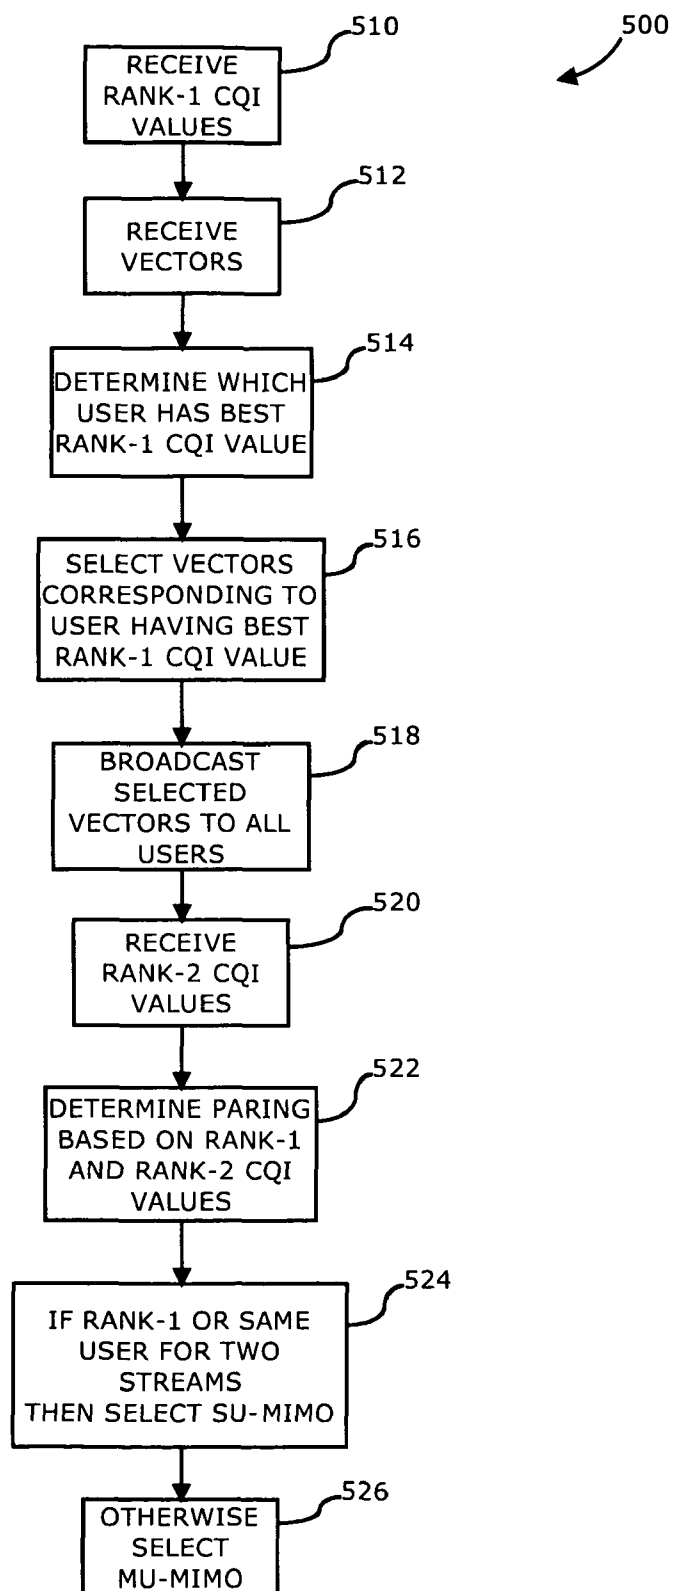 500
510
RECEIVE
RANK-1 CQI
VALUES
512
RECEIVE
VECTORS
514
DETERMINE WHICH
USER HAS BEST
RANK-1 CQI VALUE
516
SELECT VECTORS
CORRESPONDING TO
USER HAVING BEST
RANK-1 CQI VALUE
518
BROADCAST
SELECTED
VECTORS TO ALL
USERS
520
RECEIVE
RANK-2 CQI
VALUES
522
DETERMINE PARING
BASED ON RANK-1
AND RANK-2 CQI
VALUES
524
IF RANK-1 OR SAME
USER FOR TWO
STREAMS
THEN SELECT SU-MIMO
526
OTHERWISE
SELECT
MU-MIMO